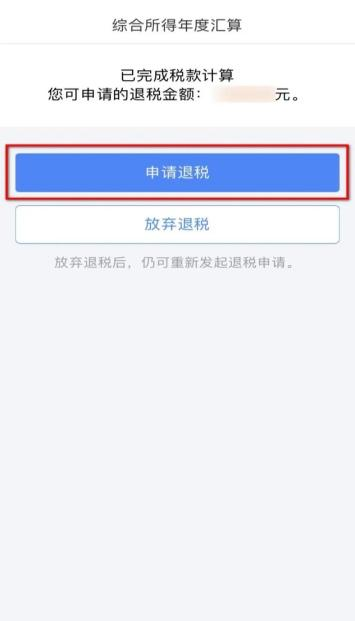 综合所得年度汇算
已完成税款计算
您可申请的退税金额：元。
申请退税
放弃退税
放弃退税后，仍可重新发起退税申请。